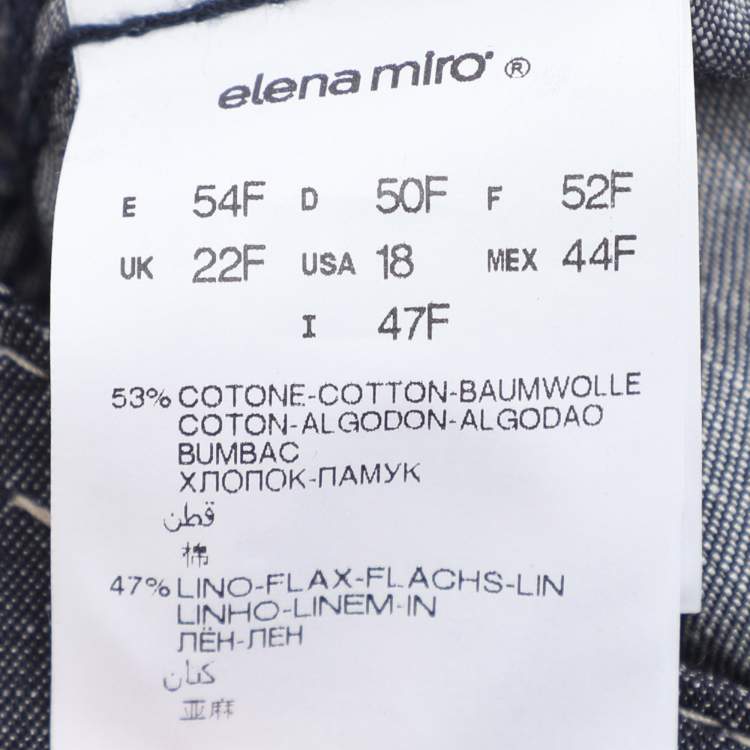 elena miro ®
E 54F D 50F F 52F
UK 22F USA 18 MEX 44F
I 47F
53% COTONE-COTTON-BAUMWOLLE
COTON-ALGODON-ALGODAO
BUMBAC
ХЛОПОК-ПАМУК
قطن
棉
47% LINO-FLAX-FLACHS-LIN
LINHO-LINEM-IN
ЛЁН-ЛЕН
كتان
亚麻